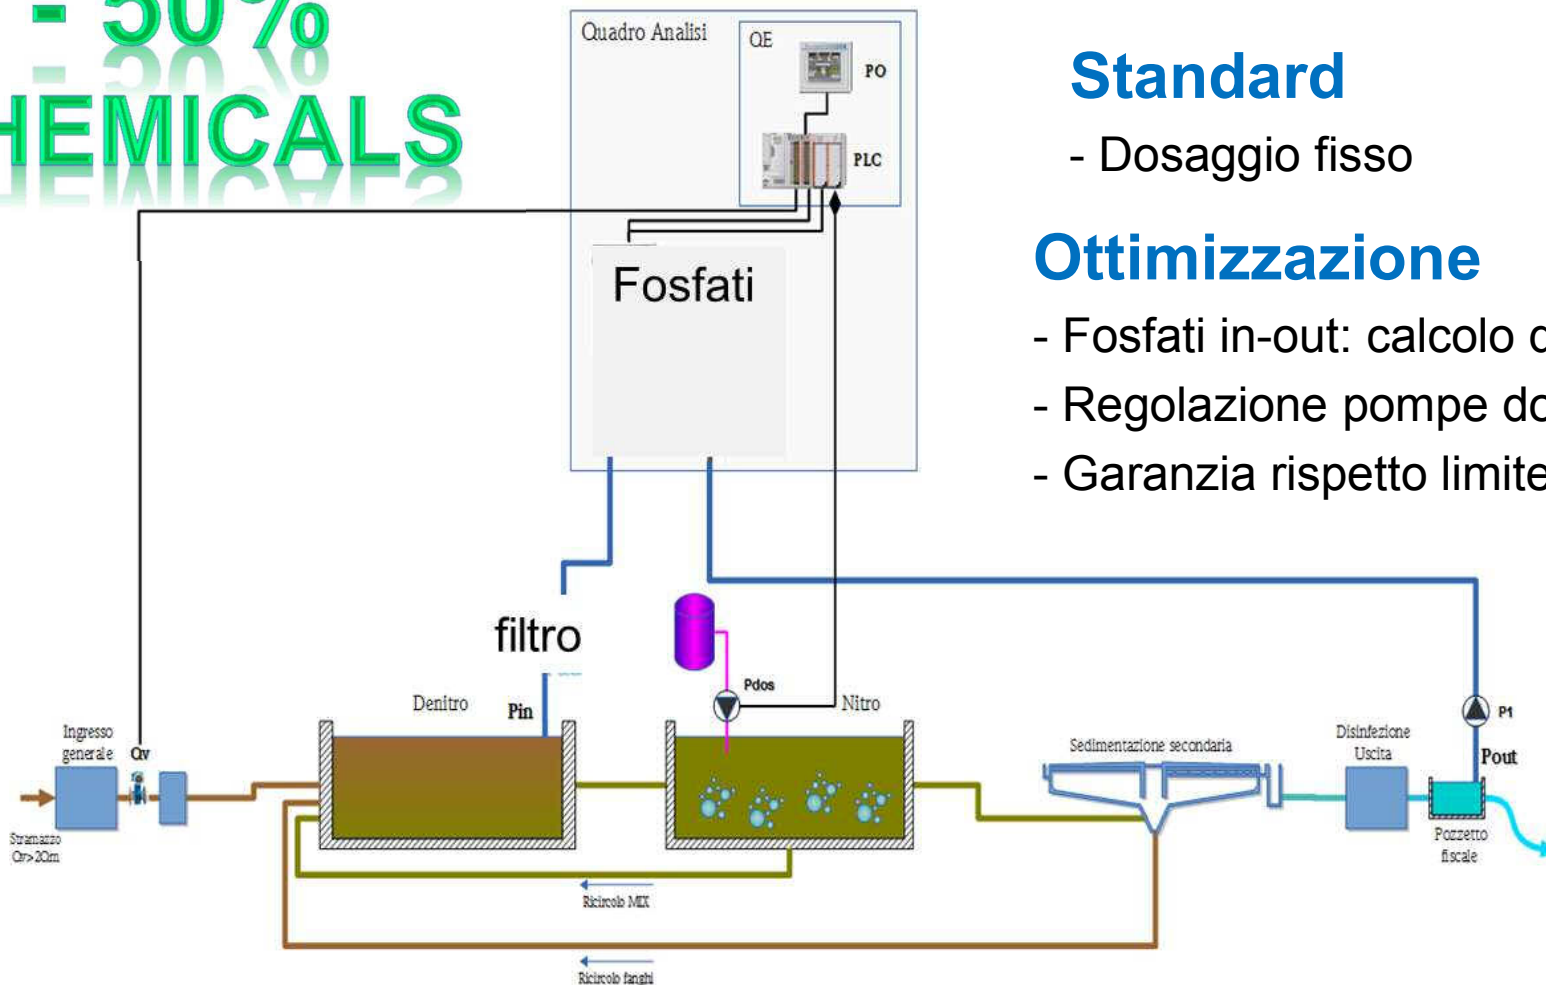 - 50%
HEMICALS
Quadro Analisi
QE
PO
PLC
Fosfati
Standard
- Dosaggio fisso
Ottimizzazione
- Fosfati in-out: calcolo
- Regolazione pompe
- Garanzia rispetto limite
filtro
Denitro
Pin
Pdos
Nitro
Ingresso
generale
Qv
Stramazzo
Qv>2Qm
Sedimentazione secondaria
Disinfezione
Uscita
P1
Pout
Pozzetto
fiscale
Ricircolo MIX
Ricircolo fanghi